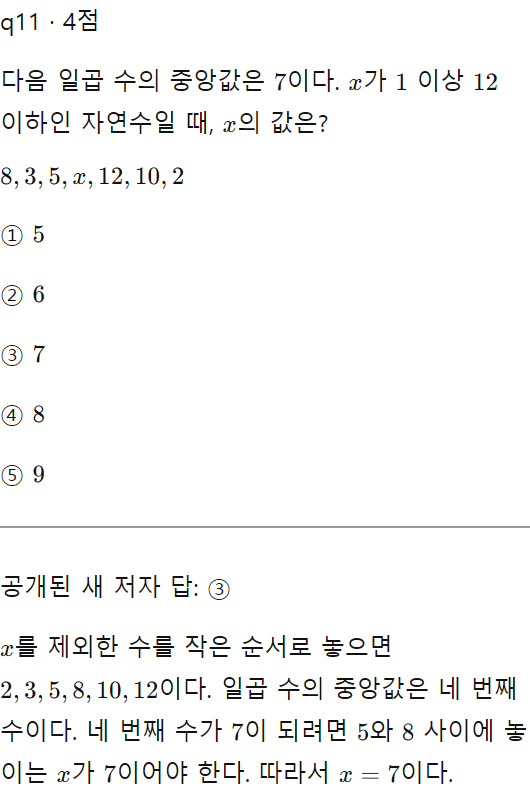 q11 · 4점
다음 일곱 수의 중앙값은 7이다. x가 1 이상 12
이하인 자연수일 때, x의 값은?
8, 3, 5, x, 12, 10, 2
① 5
② 6
③ 7
④ 8
⑤ 9
공개된 새 저자 답: ③
x를 제외한 수를 작은 순서로 놓으면
2, 3, 5, 8, 10, 12이다. 일곱 수의 중앙값은 네 번째
수이다. 네 번째 수가 7이 되려면 5와 8 사이에 놓
이는 x가 7이어야 한다. 따라서 x = 7이다.